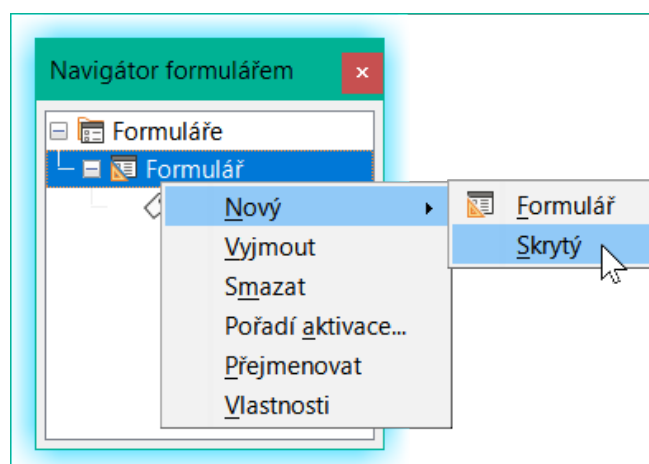 Navigátor formulářem
Formuláře
Formulář
Nový
Formulář
Vyjmout
Skrytý
Smazat
Pořadí aktivace...
Přejmenovat
Vlastnosti